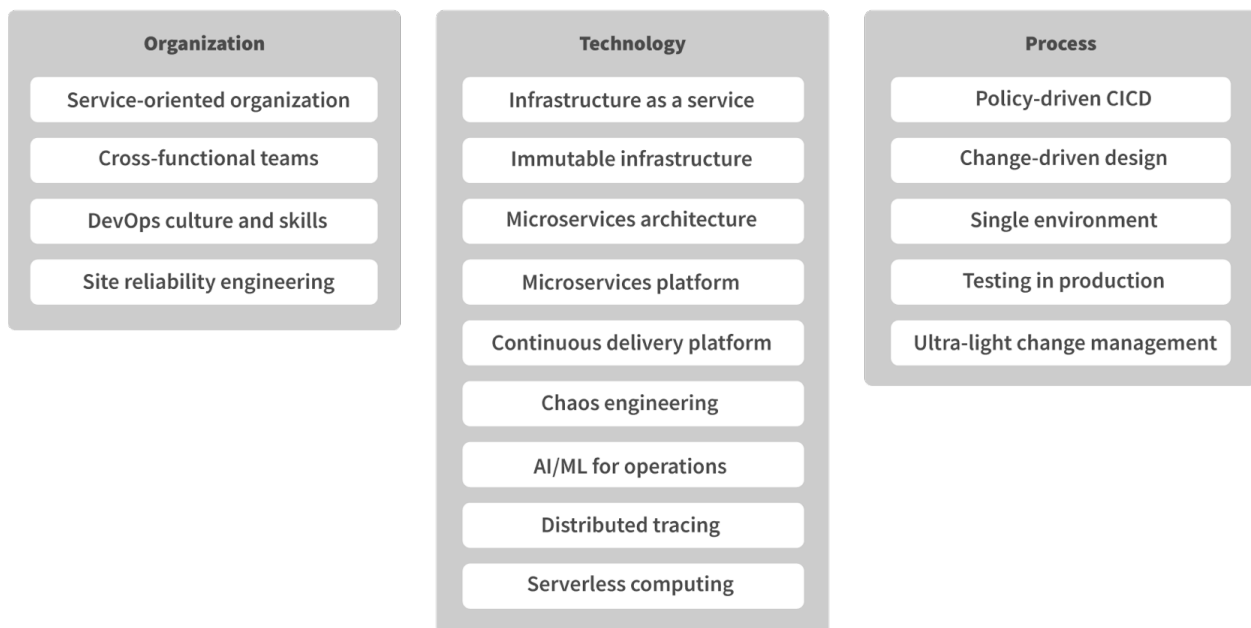 Organization
Service-oriented organization
Cross-functional teams
DevOps culture and skills
Site reliability engineering
Technology
Infrastructure as a service
Immutable infrastructure
Microservices architecture
Microservices platform
Continuous delivery platform
Chaos engineering
AI/ML for operations
Distributed tracing
Serverless computing
Process
Policy-driven CICD
Change-driven design
Single environment
Testing in production
Ultra-light change management